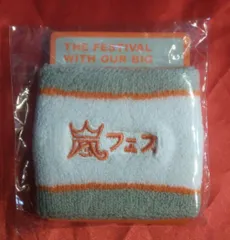 THE FESTIVAL
WITH OUR BIG
嵐フェス